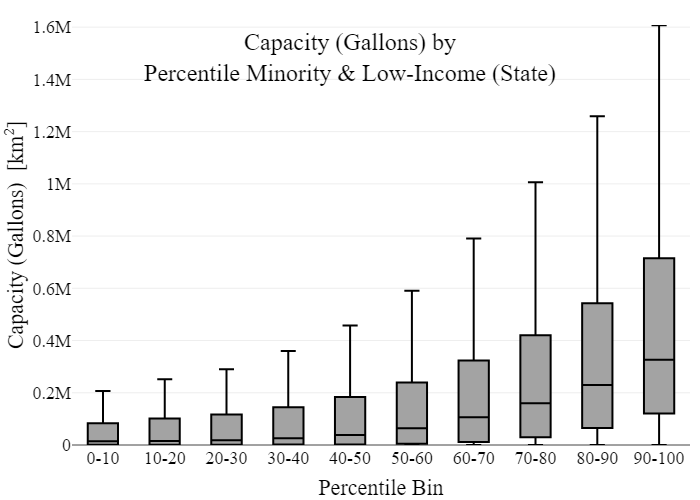 Capacity (Gallons) by
Percentile Minority & Low-Income (State)
Capacity (Gallons) [km²]
1.6M
1.4M
1.2M
1M
0.8M
0.6M
0.4M
0.2M
0
0-10 10-20 20-30 30-40 40-50 50-60 60-70 70-80 80-90 90-100
Percentile Bin